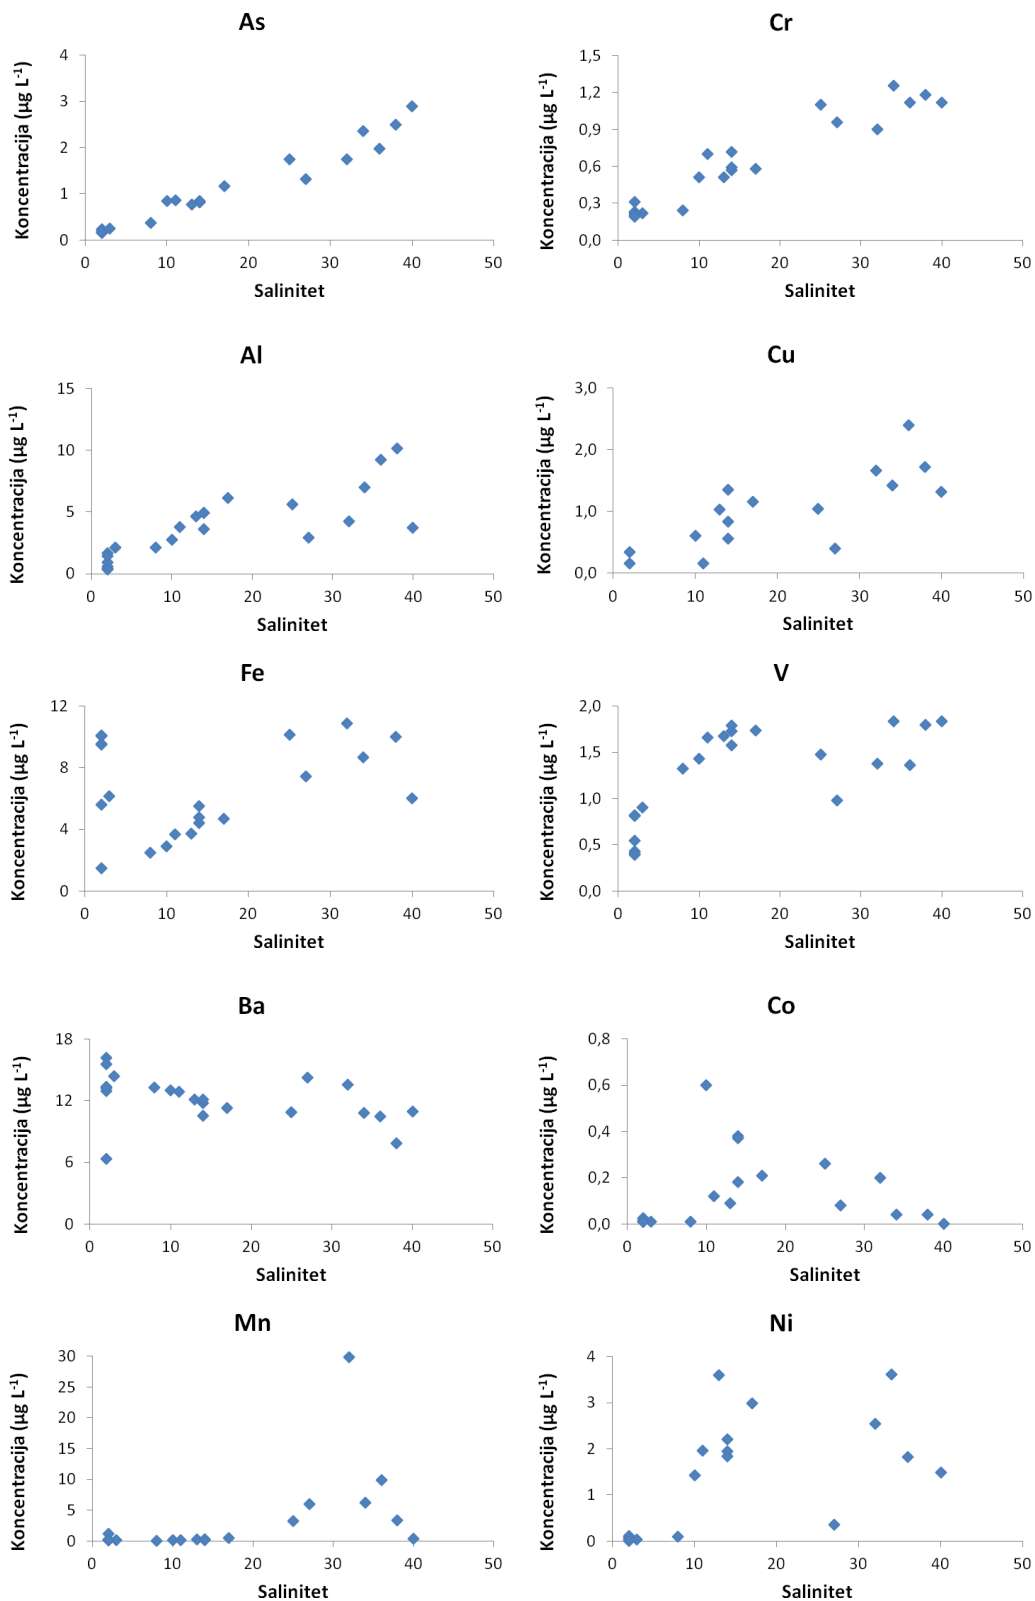 As
Koncentracija (µg L-1)
4
3
2
1
0
0 10 20 30 40 50
Salinitet
Cr
Koncentracija (µg L-1)
1,5
1,2
0,9
0,6
0,3
0,0
0 10 20 30 40 50
Salinitet
Al
Koncentracija (µg L-1)
15
10
5
0
0 10 20 30 40 50
Salinitet
Cu
Koncentracija (µg L-1)
3,0
2,0
1,0
0,0
0 10 20 30 40 50
Salinitet
Fe
Koncentracija (µg L-1)
12
8
4
0
0 10 20 30 40 50
Salinitet
V
Koncentracija (µg L-1)
2,0
1,5
1,0
0,5
0,0
0 10 20 30 40 50
Salinitet
Ba
Koncentracija (µg L-1)
18
12
6
0
0 10 20 30 40 50
Salinitet
Co
Koncentracija (µg L-1)
0,8
0,6
0,4
0,2
0,0
0 10 20 30 40 50
Salinitet
Mn
Koncentracija (µg L-1)
30
25
20
15
10
5
0
0 10 20 30 40 50
Salinitet
Ni
Koncentracija (µg L-1)
4
3
2
1
0
0 10 20 30 40 50
Salinitet